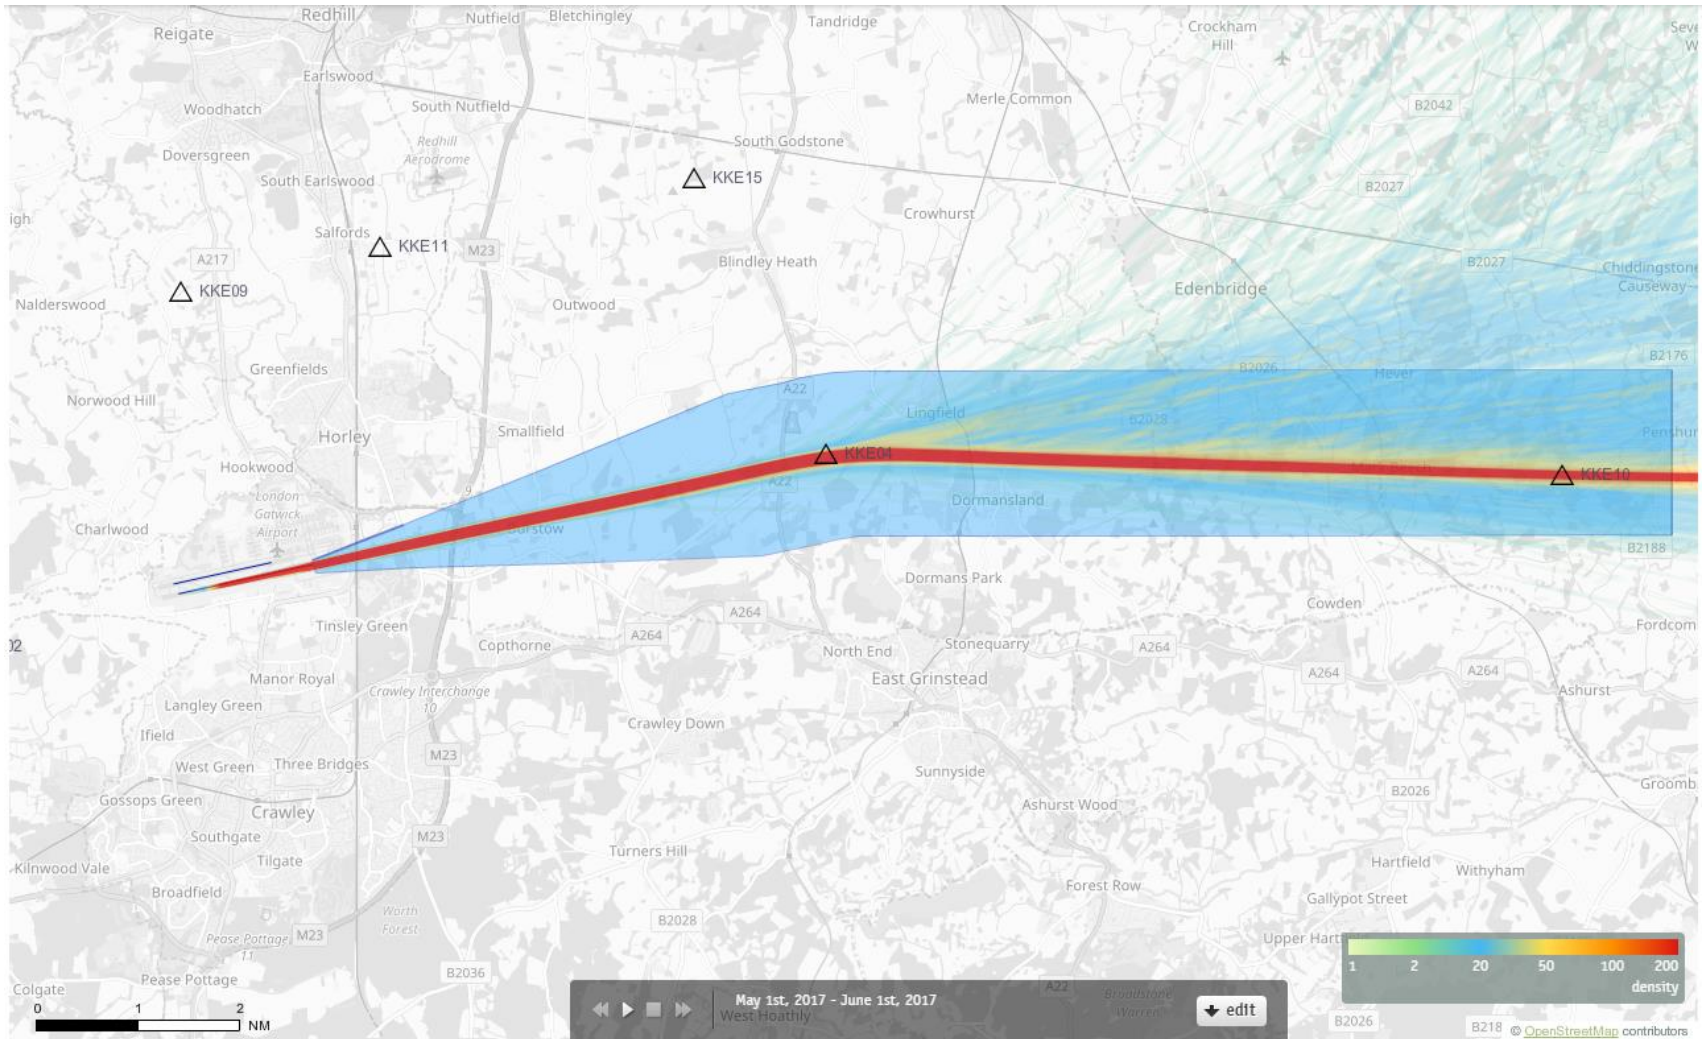 Redhill
Nutfield
Bletchingley
Tandridge
Crockham
Hill
Reigate
Earlswood
Woodhatch
South Nutfield
Merle Common
B2042
Redhill
Aerodrome
South Godstone
Doversgreen
South Earlswood
KKE15
B2027
Crowhurst
Salfords
KKE11
M23
A217
Blindley Heath
B2027
Chiddingstone
Causeway
KKE09
Edenbridge
Nalderswood
Outwood
B2176
Greenfields
B2026
Hever
A22
Norwood Hill
Lingfield
B2028
Horley
Smallfield
KKE04
Hookwood
KKE10
A22
9
London
Gatwick
Airport
Dormansland
Charlwood
Burstow
B2188
Dormans Park
Cowden
A264
Tinsley Green
A264
Fordcom
02
Copthorne
North End
Stonequarry
A264
A264
A264
Manor Royal
East Grinstead
Crawley Interchange
10
Ashurst
Langley Green
Crawley Down
Ifield
West Green
Three Bridges
M23
Sunnyside
Groomb
Gossops Green
Crawley
B2026
Ashurst Wood
Southgate
M23
Tilgate
Turners Hill
Hartfield
Kilnwood Vale
Withyham
Broadfield
Forest Row
Gallypot Street
Worth
Forest
B2028
Pease Pottage
11
M23
Upper Hart
1 2 20 50 100 200
density
B2036
Pease Pottage
Colgate
A22
Broadstone
Warren
May 1st, 2017 - June 1st, 2017
West Hoathly
edit
0 1 2
NM
B2026
B218
© OpenStreetMap contributors